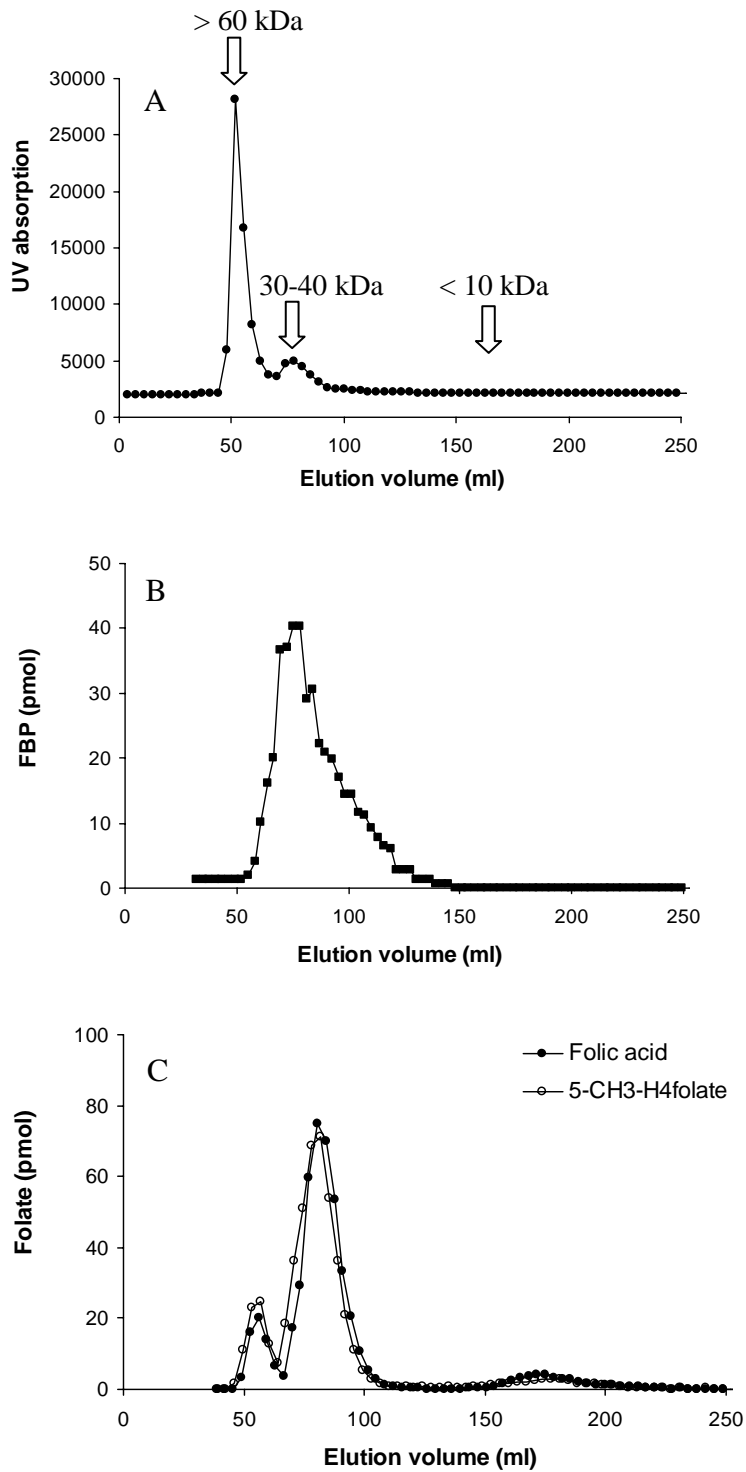 > 60 kDa
A
30000
25000
20000
15000
10000
5000
0
UV absorption
30-40 kDa
< 10 kDa
0 50 100 150 200 250
Elution volume (ml)
B
50
40
30
20
10
0
FBP (pmol)
0 50 100 150 200 250
Elution volume (ml)
C
100
80
60
40
20
0
Folate (pmol)
Folic acid
5-CH3-H4folate
0 50 100 150 200 250
Elution volume (ml)